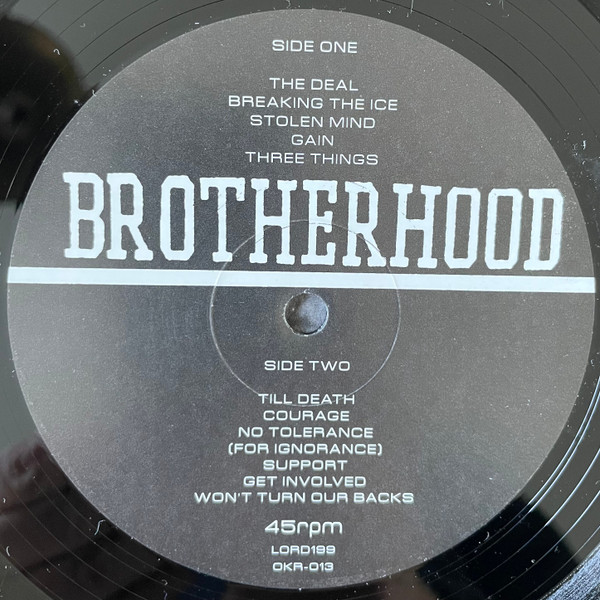 SIDE ONE
THE DEAL
BREAKING THE ICE
STOLEN MIND
GAIN
THREE THINGS
BROTHERHOOD
SIDE TWO
TILL DEATH
COURAGE
NO TOLERANCE
(FOR IGNORANCE)
SUPPORT
GET INVOLVED
WON'T TURN OUR BACKS
45rpm
LORD199
OKR-013